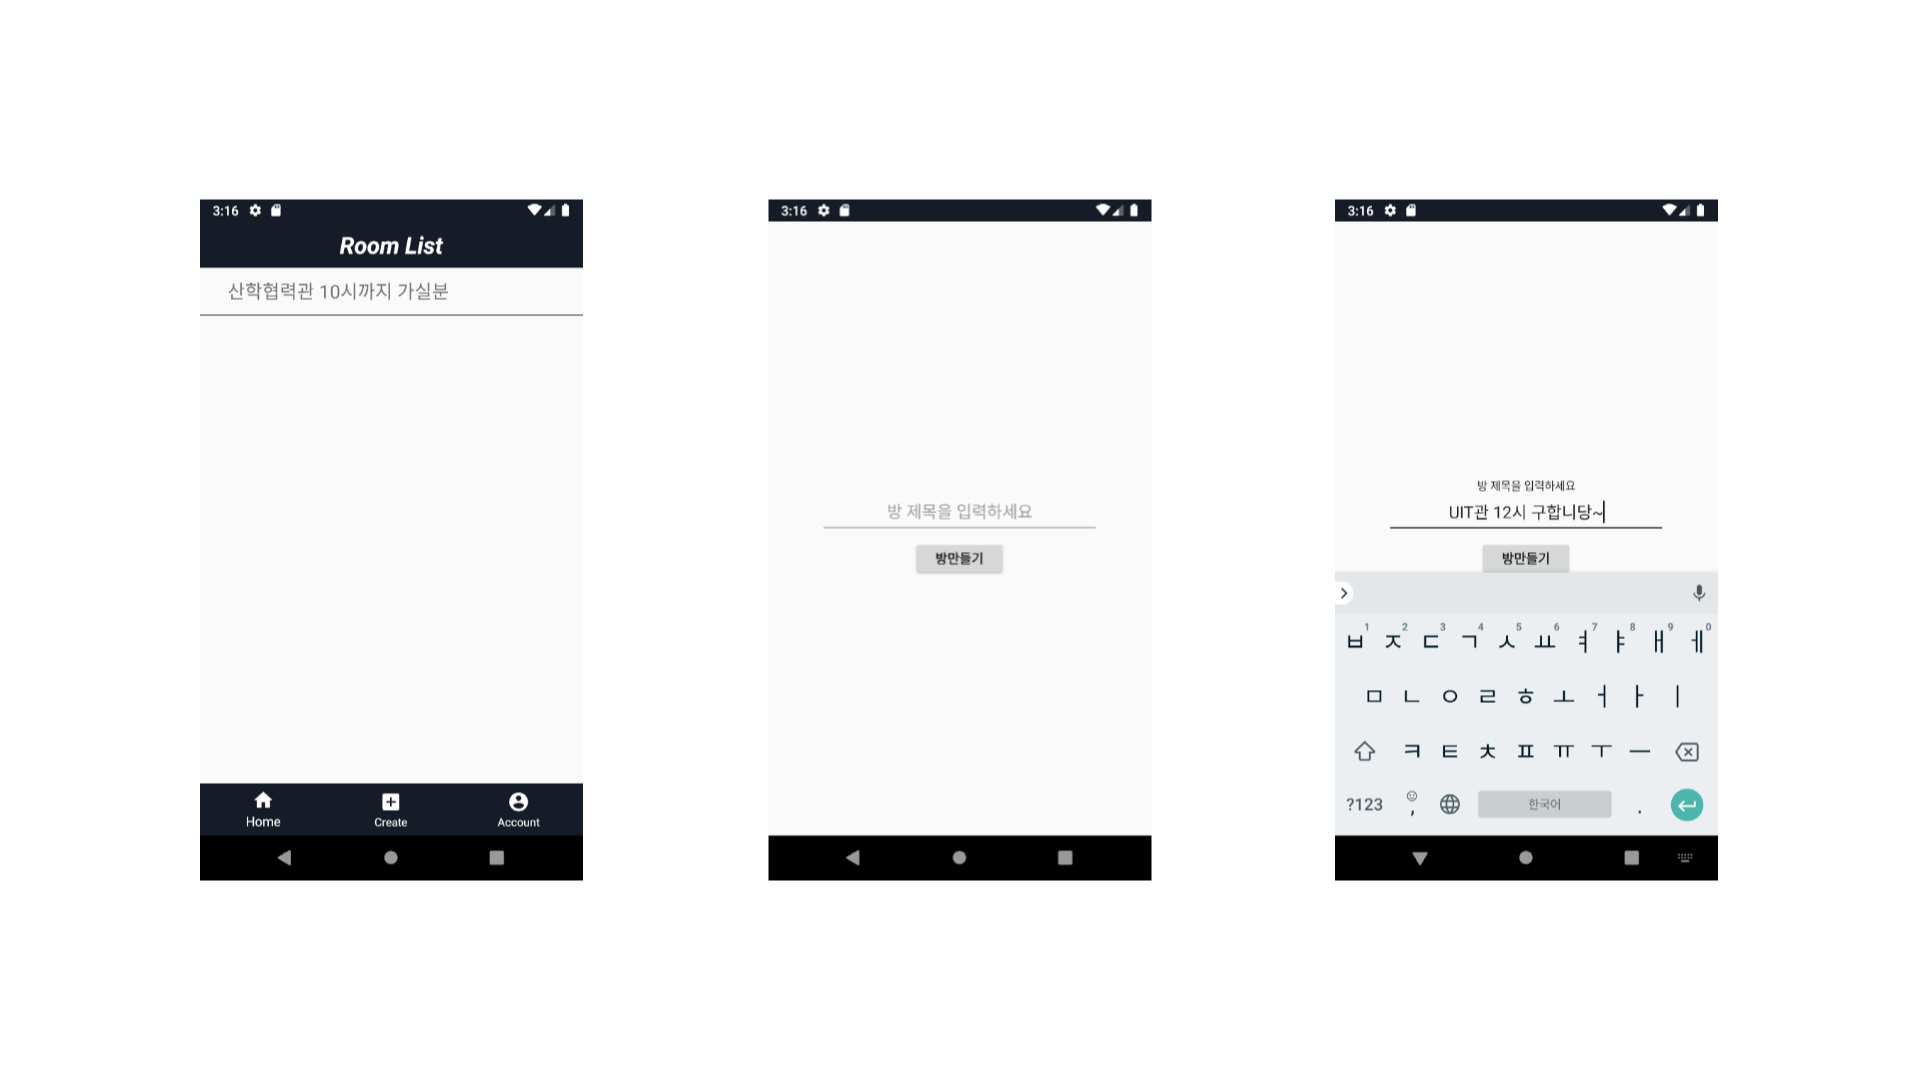 3:16
Room List
산학협력관 10시까지 가실분
Home
Create
Account
3:16
방 제목을 입력하세요
방만들기
3:16
방 제목을 입력하세요
UIT관 12시 구합니당~
방만들기
1 2 3 4 5 6 7 8 9 0
ㅂ ㅈ ㄷ ㄱ ㅅ ㅛ ㅕ ㅑ ㅐ ㅔ
ㅁ ㄴ ㅇ ㄹ ㅎ ㅗ ㅓ ㅏ ㅣ
ㅋ ㅌ ㅊ ㅍ ㅠ ㅜ ㅡ
?123 , 한국어 .